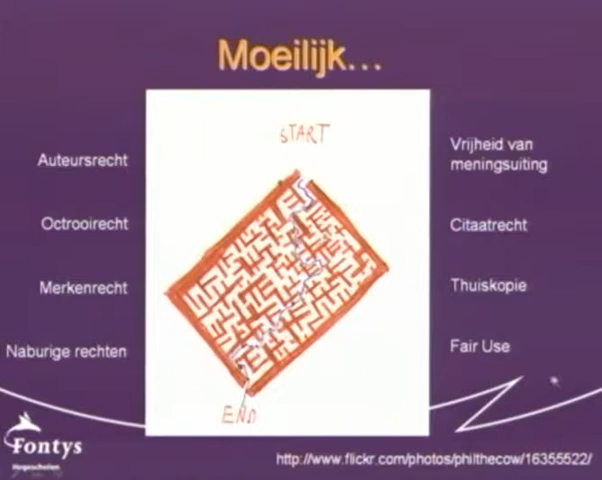 Moeilijk...
START
Auteursrecht
Octrooirecht
Merkenrecht
Naburige rechten
Vrijheid van
meningsuiting
Citaatrecht
Thuiskopie
Fair Use
END
Fontys
Hogescholen
http://www.flickr.com/photos/philthecow/16355522/